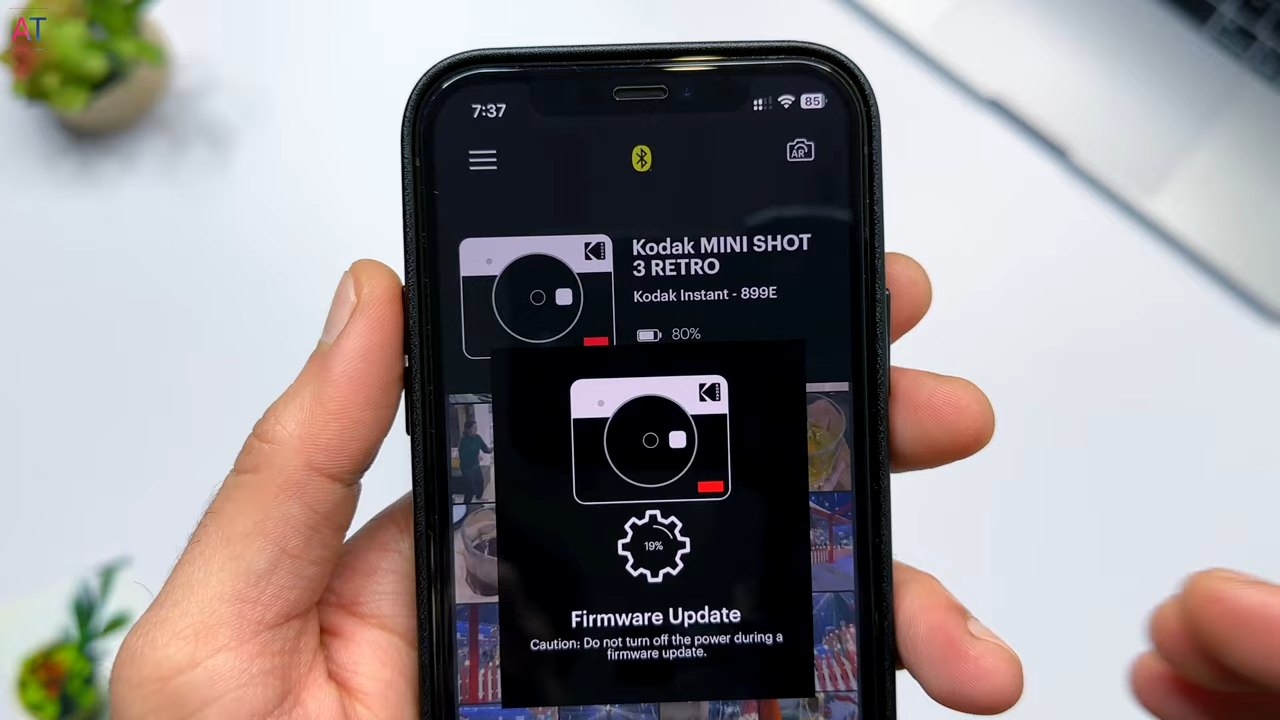 AT
7:37
85
AR
Kodak MINI SHOT
3 RETRO
Kodak Instant - 899E
80%
19%
Firmware Update
Caution: Do not turn off the power during a
firmware update.